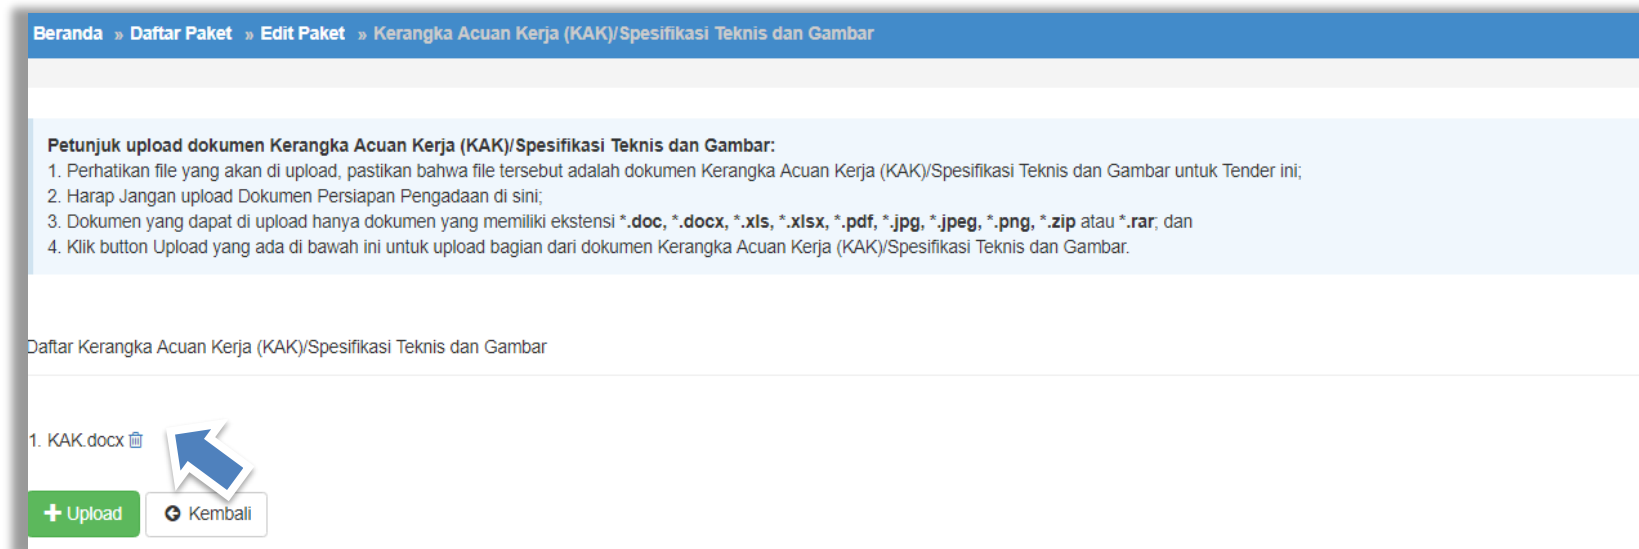 Beranda » Daftar Paket » Edit Paket » Kerangka Acuan Kerja (KAK)/Spesifikasi Teknis dan Gambar
Petunjuk upload dokumen Kerangka Acuan Kerja (KAK)/Spesifikasi Teknis dan Gambar:
1. Perhatikan file yang akan di upload, pastikan bahwa file tersebut adalah dokumen Kerangka Acuan Kerja (KAK)/Spesifikasi Teknis dan Gambar untuk Tender ini;
2. Harap Jangan upload Dokumen Persiapan Pengadaan di sini;
3. Dokumen yang dapat di upload hanya dokumen yang memiliki ekstensi *.doc, *.docx, *.xls, *.xlsx, *.pdf, *.jpg, *.jpeg, *.png, *.zip atau *.rar; dan
4. Klik button Upload yang ada di bawah ini untuk upload bagian dari dokumen Kerangka Acuan Kerja (KAK)/Spesifikasi Teknis dan Gambar.
Daftar Kerangka Acuan Kerja (KAK)/Spesifikasi Teknis dan Gambar
1. KAK.docx
Upload Kembali